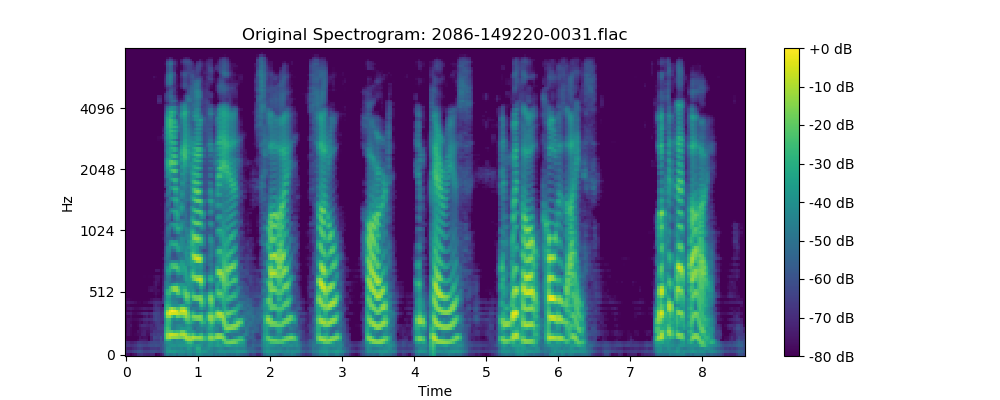 Original Spectrogram: 2086-149220-0031.flac
Hz
4096
2048
1024
512
0
0 1 2 3 4 5 6 7 8
Time
+0 dB
-10 dB
-20 dB
-30 dB
-40 dB
-50 dB
-60 dB
-70 dB
-80 dB